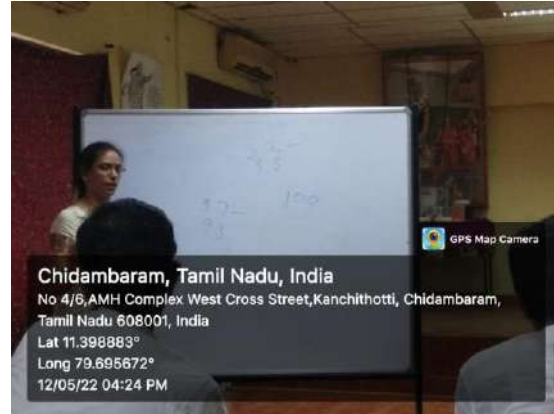 100
GPS Map Camera
Chidambaram, Tamil Nadu, India
No 4/6,AMH Complex West Cross Street,Kanchithotti, Chidambaram,
Tamil Nadu 608001, India
Lat 11.398883°
Long 79.695672°
12/05/22 04:24 PM